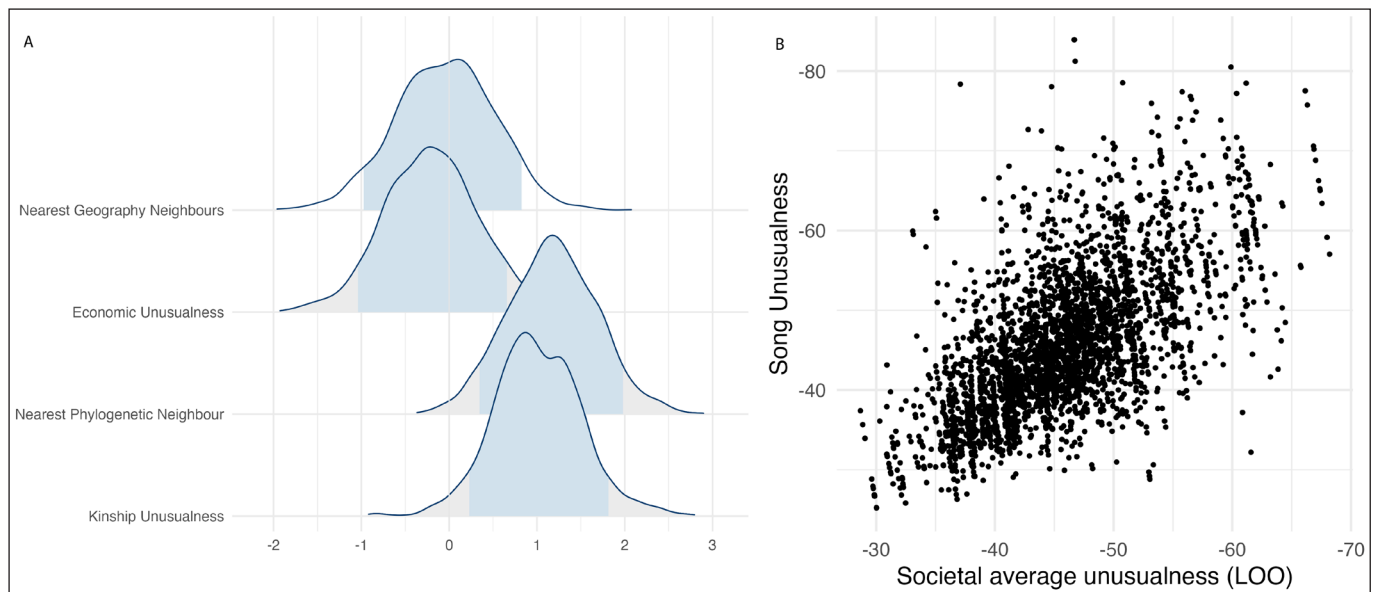 A
Nearest Geography Neighbours
Economic Unusualness
Nearest Phylogenetic Neighbour
Kinship Unusualness
-2 -1 0 1 2 3
B
Song Unusualness
-80
-60
-40
-30 -40 -50 -60 -70
Societal average unusualness (LOO)